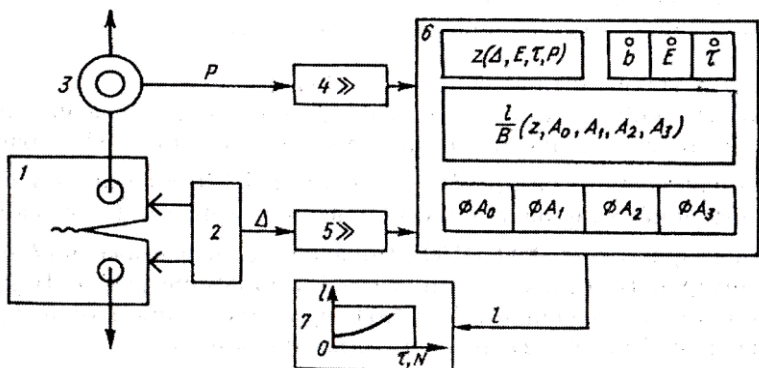 6
z(Δ, E, τ, P)
b̊ E̊ τ̊
3
P
4 ≫
l/B (z, A₀, A₁, A₂, A₃)
1
2
Δ
5 ≫
ΦA₀ ΦA₁ ΦA₂ ΦA₃
7
l
0
τ, N
l